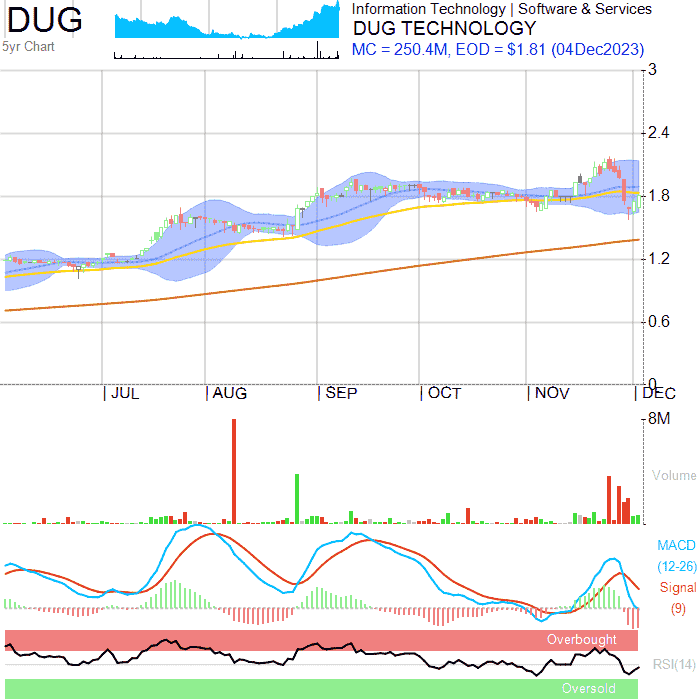 DUG
5yr Chart
Information Technology | Software & Services
DUG TECHNOLOGY
MC = 250.4M, EOD = $1.81 (04Dec2023)
3
2.4
1.8
1.2
0.6
0
JUL
AUG
SEP
OCT
NOV
DEC
8M
Volume
MACD
(12-26)
Signal
(9)
Overbought
RSI(14)
Oversold